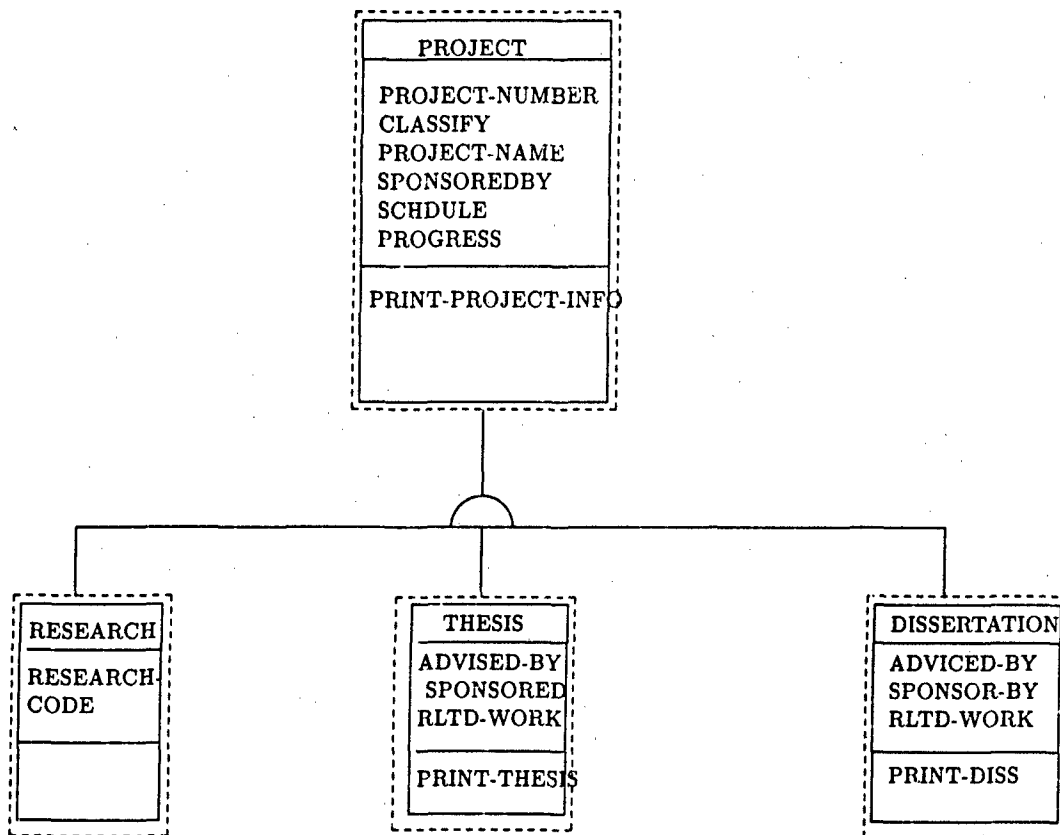 PROJECT
PROJECT-NUMBER
CLASSIFY
PROJECT-NAME
SPONSOREDBY
SCHDULE
PROGRESS
PRINT-PROJECT-INFO
RESEARCH
RESEARCH-
CODE
THESIS
ADVISED-BY
SPONSORED
RLTD-WORK
PRINT-THESIS
DISSERTATION
ADVICED-BY
SPONSOR-BY
RLTD-WORK
PRINT-DISS